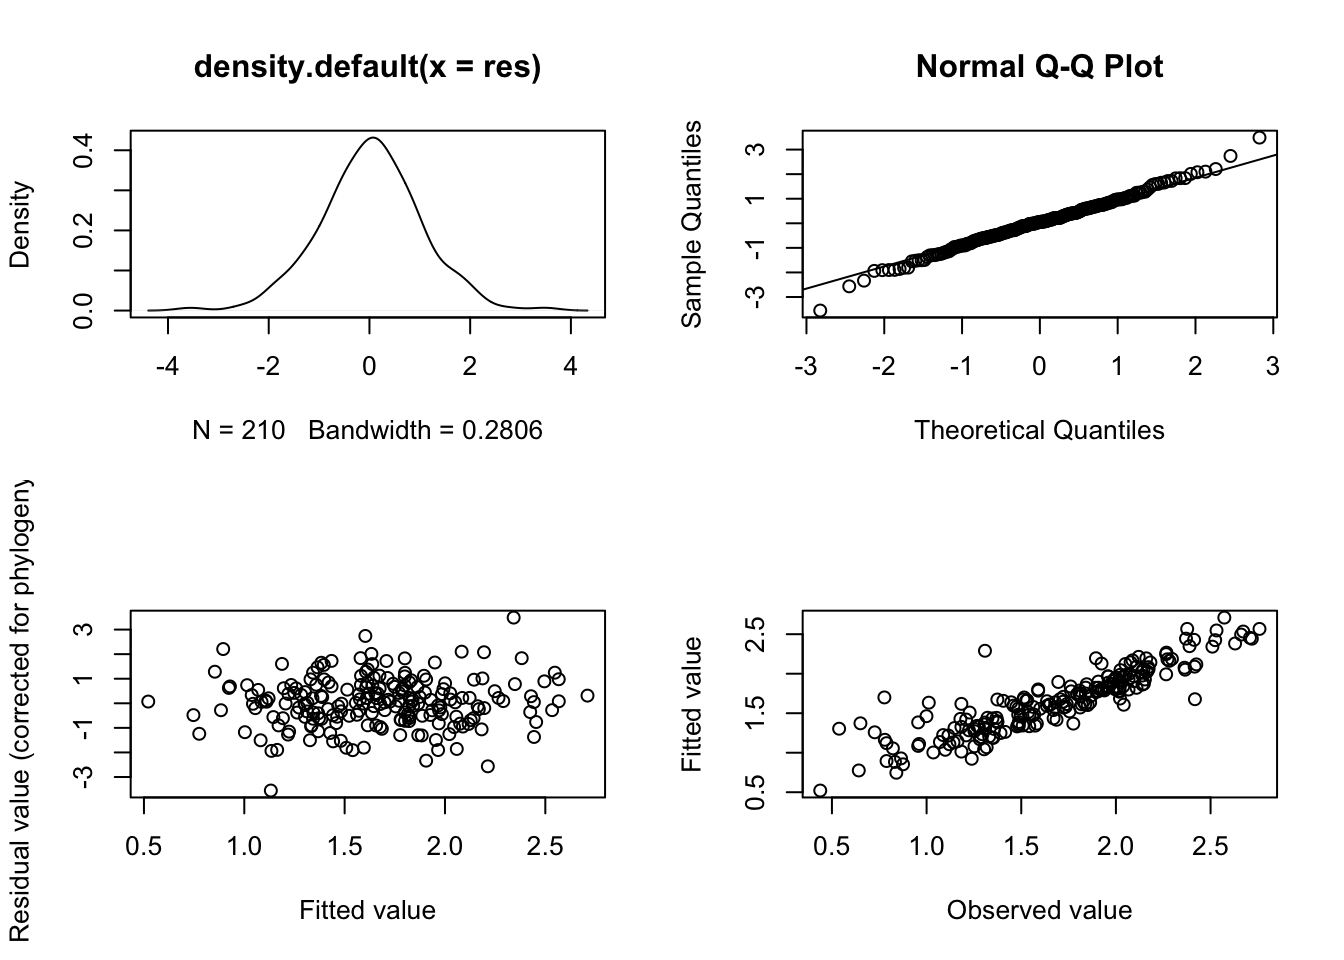 density.default(x = res)
Density
0.0 0.2 0.4
-4 -2 0 2 4
N = 210 Bandwidth = 0.2806
Normal Q-Q Plot
Sample Quantiles
-3 -1 1 3
-3 -2 -1 0 1 2 3
Theoretical Quantiles
Residual value (corrected for phylogeny
-3 -1 1 3
0.5 1.0 1.5 2.0 2.5
Fitted value
Fitted value
0.5 1.5 2.5
0.5 1.0 1.5 2.0 2.5
Observed value